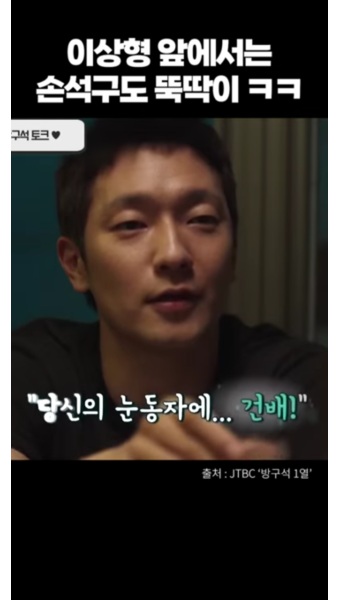 이상형 앞에서는
손석구도 뚝딱이 ㅋㅋ
구석 토크♥
"당신의 눈동자에... 건배!"
출처 : JTBC '방구석 1열'